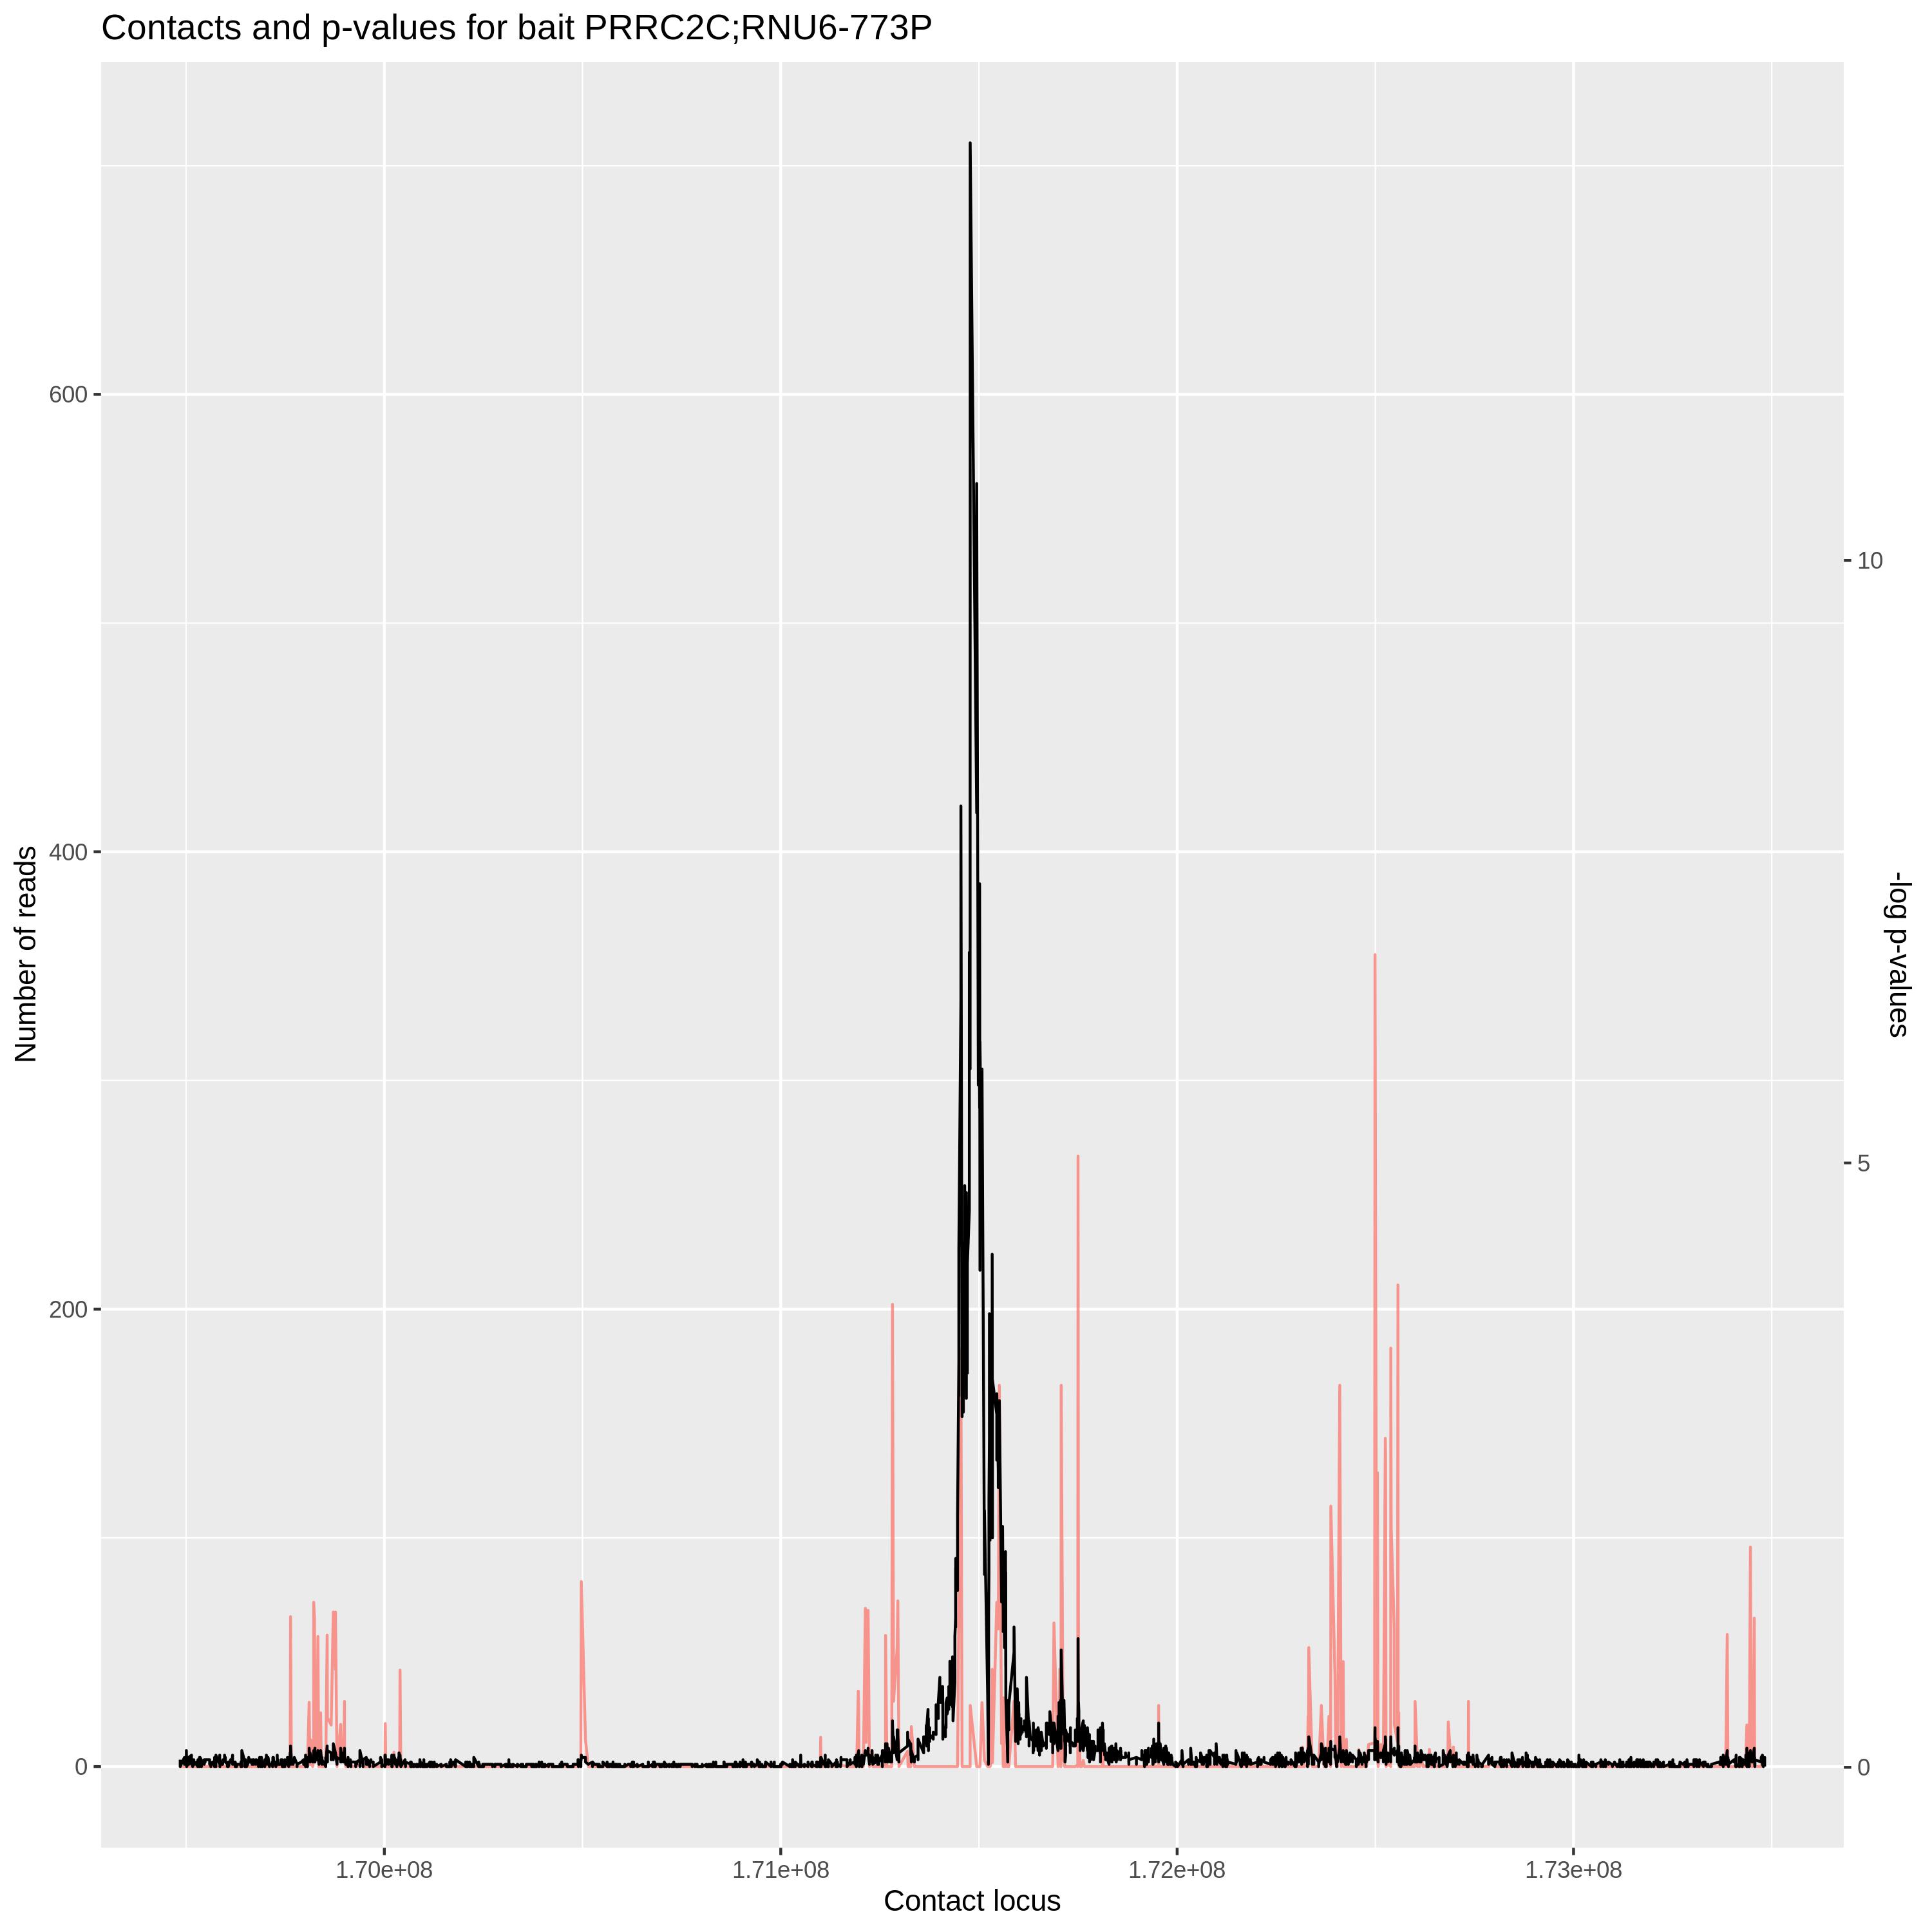 Contacts and p-values for bait PRRC2C;RNU6-773P
600
400
200
0
Number of reads
10
5
0
-log p-values
1.70e+08
1.71e+08
1.72e+08
1.73e+08
Contact locus